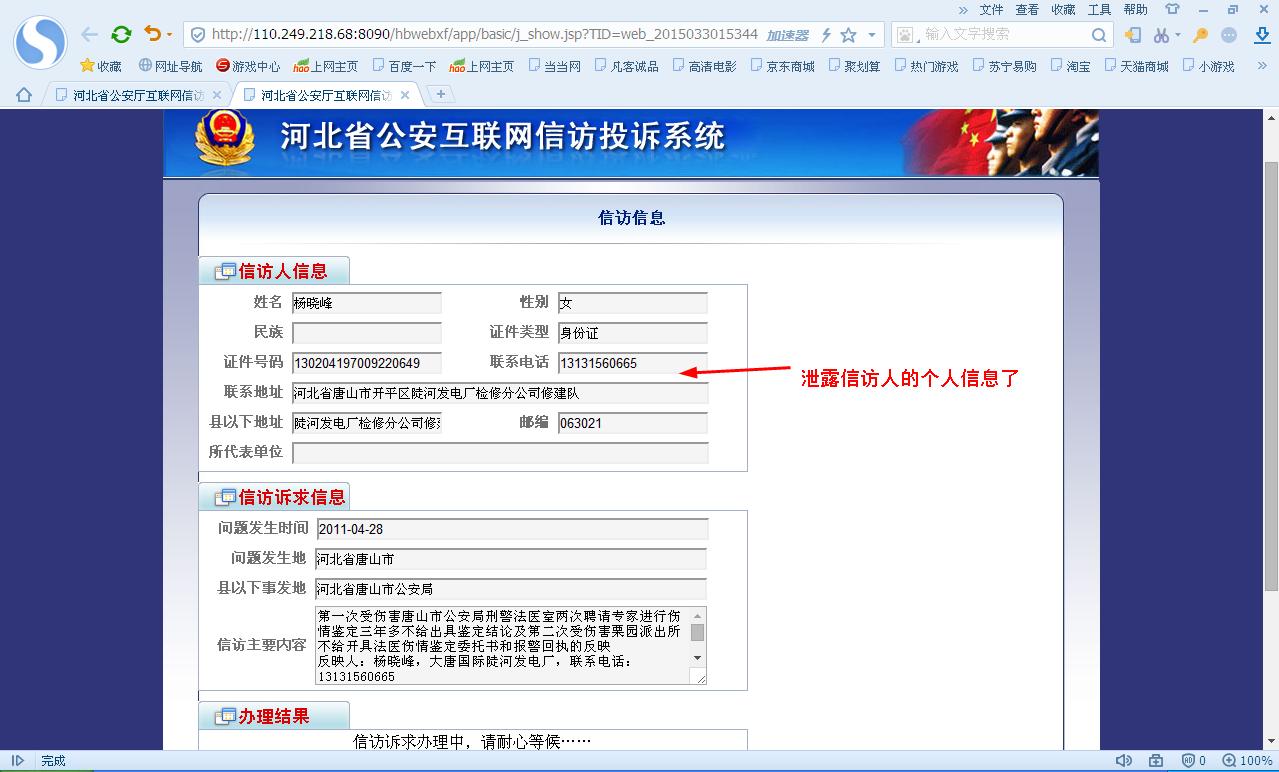 文件 查看 收藏 工具 帮助
http://110.249.218.68:8090/hbwebxf/app/basic/j_show.jsp?TID=web_2015033015344 加速器 输入文字搜索
收藏 网址导航 游戏中心 hao上网主页 百度一下 hao上网主页 当当网 凡客诚品 高清电影 京东商城 聚划算 热门游戏 苏宁易购 淘宝 天猫商城 小游戏
河北省公安厅互联网信访 河北省公安厅互联网信访
河北省公安互联网信访投诉系统
信访信息
信访人信息
姓名 杨晓峰 性别 女
民族 证件类型 身份证
证件号码 130204197009220649 联系电话 13131560665
泄露信访人的个人信息了
联系地址 河北省唐山市开平区陡河发电厂检修分公司修建队
县以下地址 陡河发电厂检修分公司修 邮编 063021
所代表单位
信访诉求信息
问题发生时间 2011-04-28
问题发生地 河北省唐山市
县以下事发地 河北省唐山市公安局
信访主要内容
第一次受伤害唐山市公安局刑警法医室两次聘请专家进行伤
情鉴定三年多不给出具鉴定结论及第二次受伤害栗园派出所
不给开具法医伤情鉴定委托书和报警回执的反映
反映人：杨晓峰，大唐国际陡河发电厂，联系电话：
13131560665
办理结果
信访诉求办理中，请耐心等候……
完成 0 100%